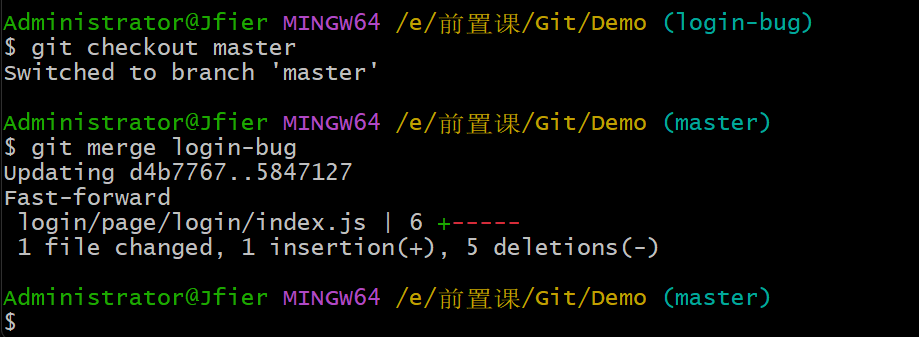 Administrator@Jfier MINGW64 /e/前置课/Git/Demo (login-bug)
$ git checkout master
Switched to branch 'master'
Administrator@Jfier MINGW64 /e/前置课/Git/Demo (master)
$ git merge login-bug
Updating d4b7767..5847127
Fast-forward
 login/page/login/index.js | 6 +-----
 1 file changed, 1 insertion(+), 5 deletions(-)
Administrator@Jfier MINGW64 /e/前置课/Git/Demo (master)
$